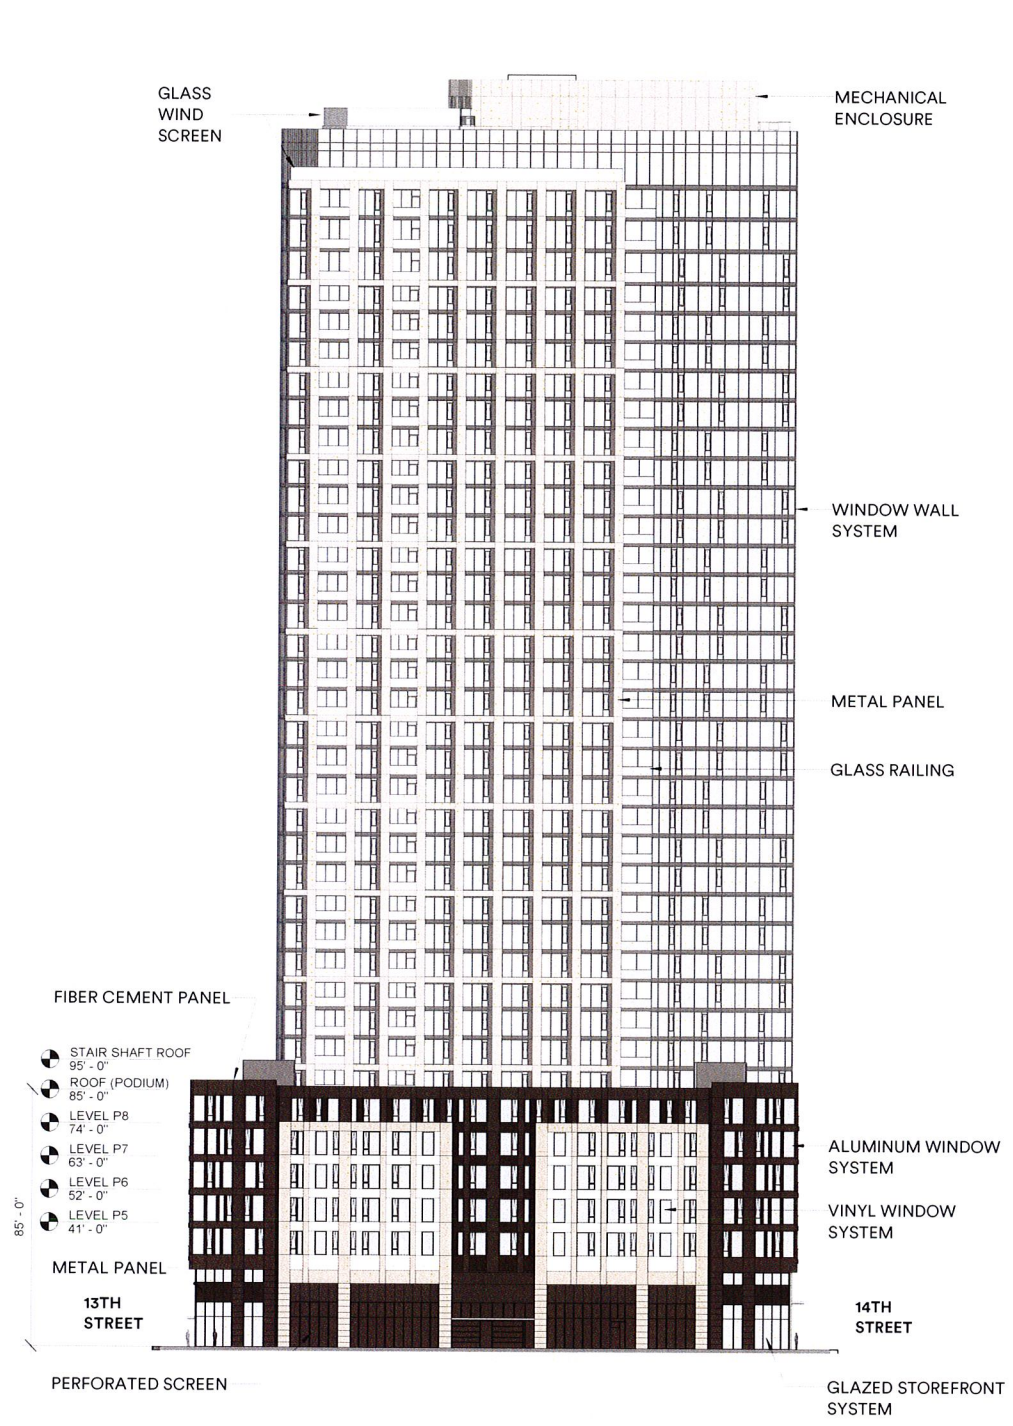 GLASS
WIND
SCREEN
MECHANICAL
ENCLOSURE
WINDOW WALL
SYSTEM
METAL PANEL
GLASS RAILING
FIBER CEMENT PANEL
STAIR SHAFT ROOF
95' - 0"
ROOF (PODIUM)
85' - 0"
LEVEL P8
74' - 0"
LEVEL P7
63' - 0"
LEVEL P6
52' - 0"
LEVEL P5
41' - 0"
85' - 0"
ALUMINUM WINDOW
SYSTEM
VINYL WINDOW
SYSTEM
METAL PANEL
13TH
STREET
14TH
STREET
PERFORATED SCREEN
GLAZED STOREFRONT
SYSTEM